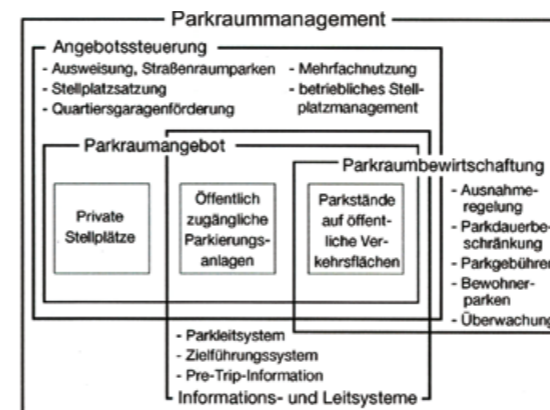 Parkraummanagement
Angebotssteuerung
- Ausweisung, Straßenraumparken
- Stellplatzsatzung
- Quartiersgaragenförderung
- Mehrfachnutzung
- betriebliches Stell-
platzmanagement
Parkraumangebot
Parkraumbewirtschaftung
Private
Stellplätze
Öffentlich
zugängliche
Parkierungs-
anlagen
Parkstände
auf öffent-
liche Ver-
kehrsflächen
- Ausnahme-
regelung
- Parkdauerbe-
schränkung
- Parkgebühren
- Bewohner-
parken
- Überwachung
- Parkleitsystem
- Zielführungssystem
- Pre-Trip-Information
Informations- und Leitsysteme